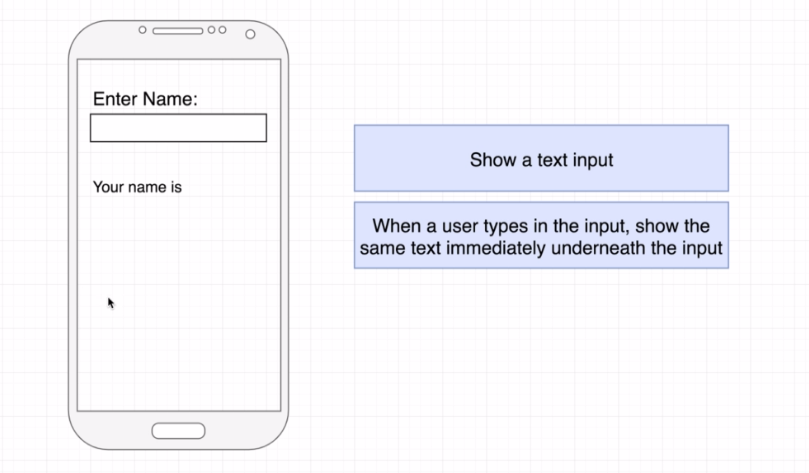 Enter Name:
Your name is
Show a text input
When a user types in the input, show the
same text immediately underneath the input